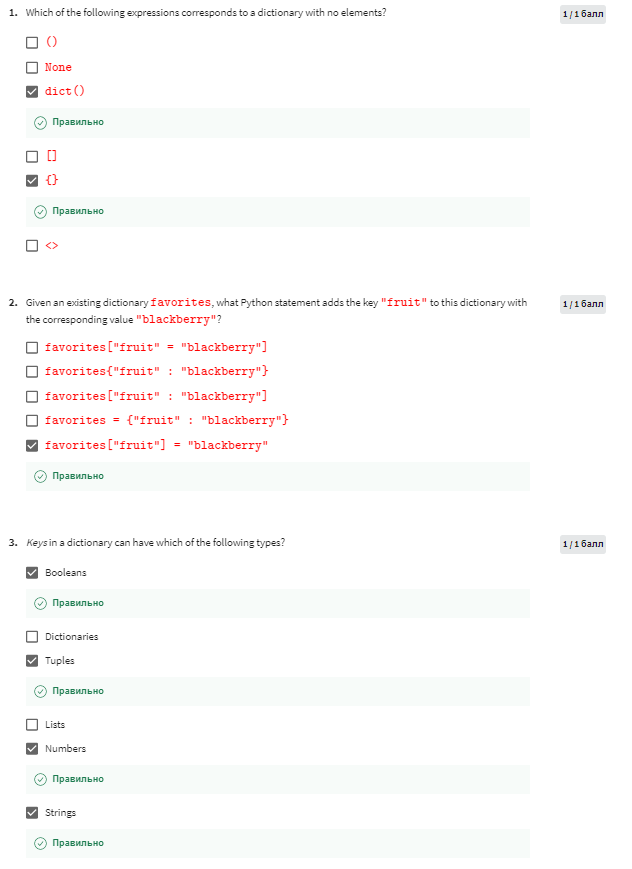 1. Which of the following expressions corresponds to a dictionary with no elements?
1 / 1 балл
()
None
dict()
Правильно
[]
{}
Правильно
<>
2. Given an existing dictionary favorites, what Python statement adds the key "fruit" to this dictionary with
1 / 1 балл
the corresponding value "blackberry"?
favorites["fruit" = "blackberry"]
favorites{"fruit" : "blackberry"}
favorites["fruit" : "blackberry"]
favorites = {"fruit" : "blackberry"}
favorites["fruit"] = "blackberry"
Правильно
3. Keys in a dictionary can have which of the following types?
1 / 1 балл
Booleans
Правильно
Dictionaries
Tuples
Правильно
Lists
Numbers
Правильно
Strings
Правильно